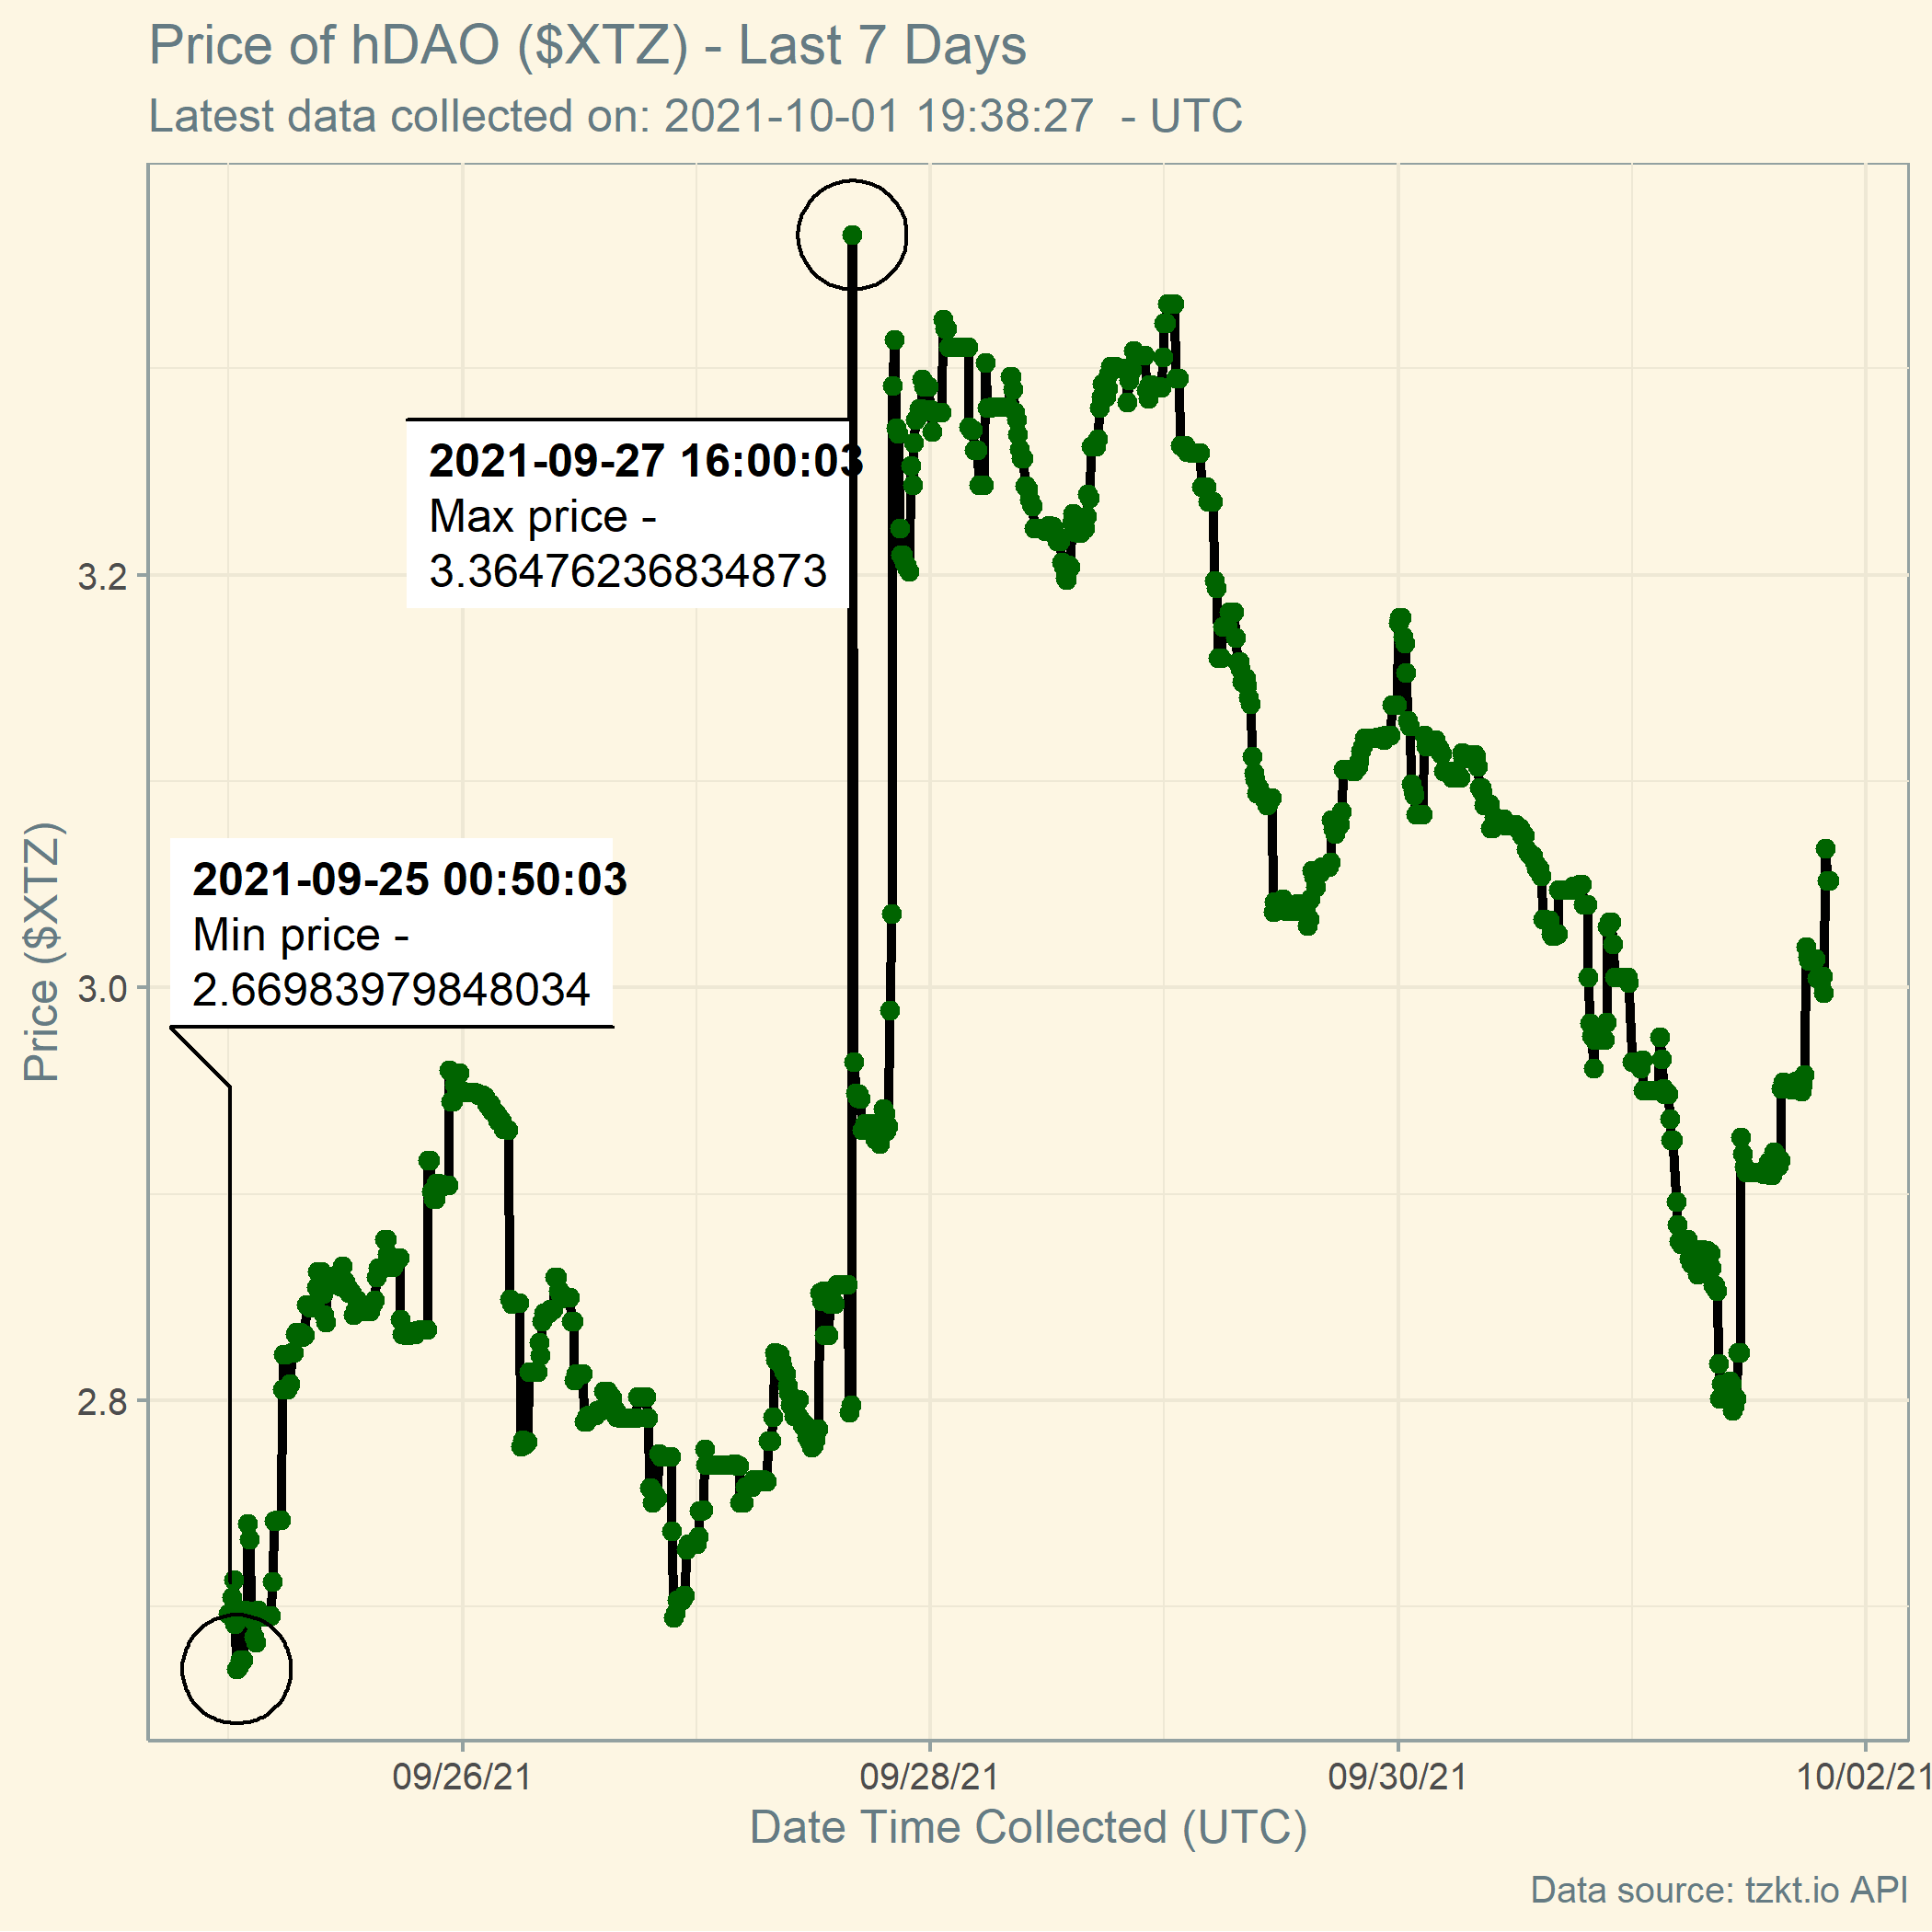 Price of hDAO ($XTZ) - Last 7 Days
Latest data collected on: 2021-10-01 19:38:27  - UTC
2021-09-27 16:00:03
Max price -
3.36476236834873
2021-09-25 00:50:03
Min price -
2.66983979848034
Price ($XTZ)
3.2
3.0
2.8
09/26/21
09/28/21
09/30/21
10/02/21
Date Time Collected (UTC)
Data source: tzkt.io API